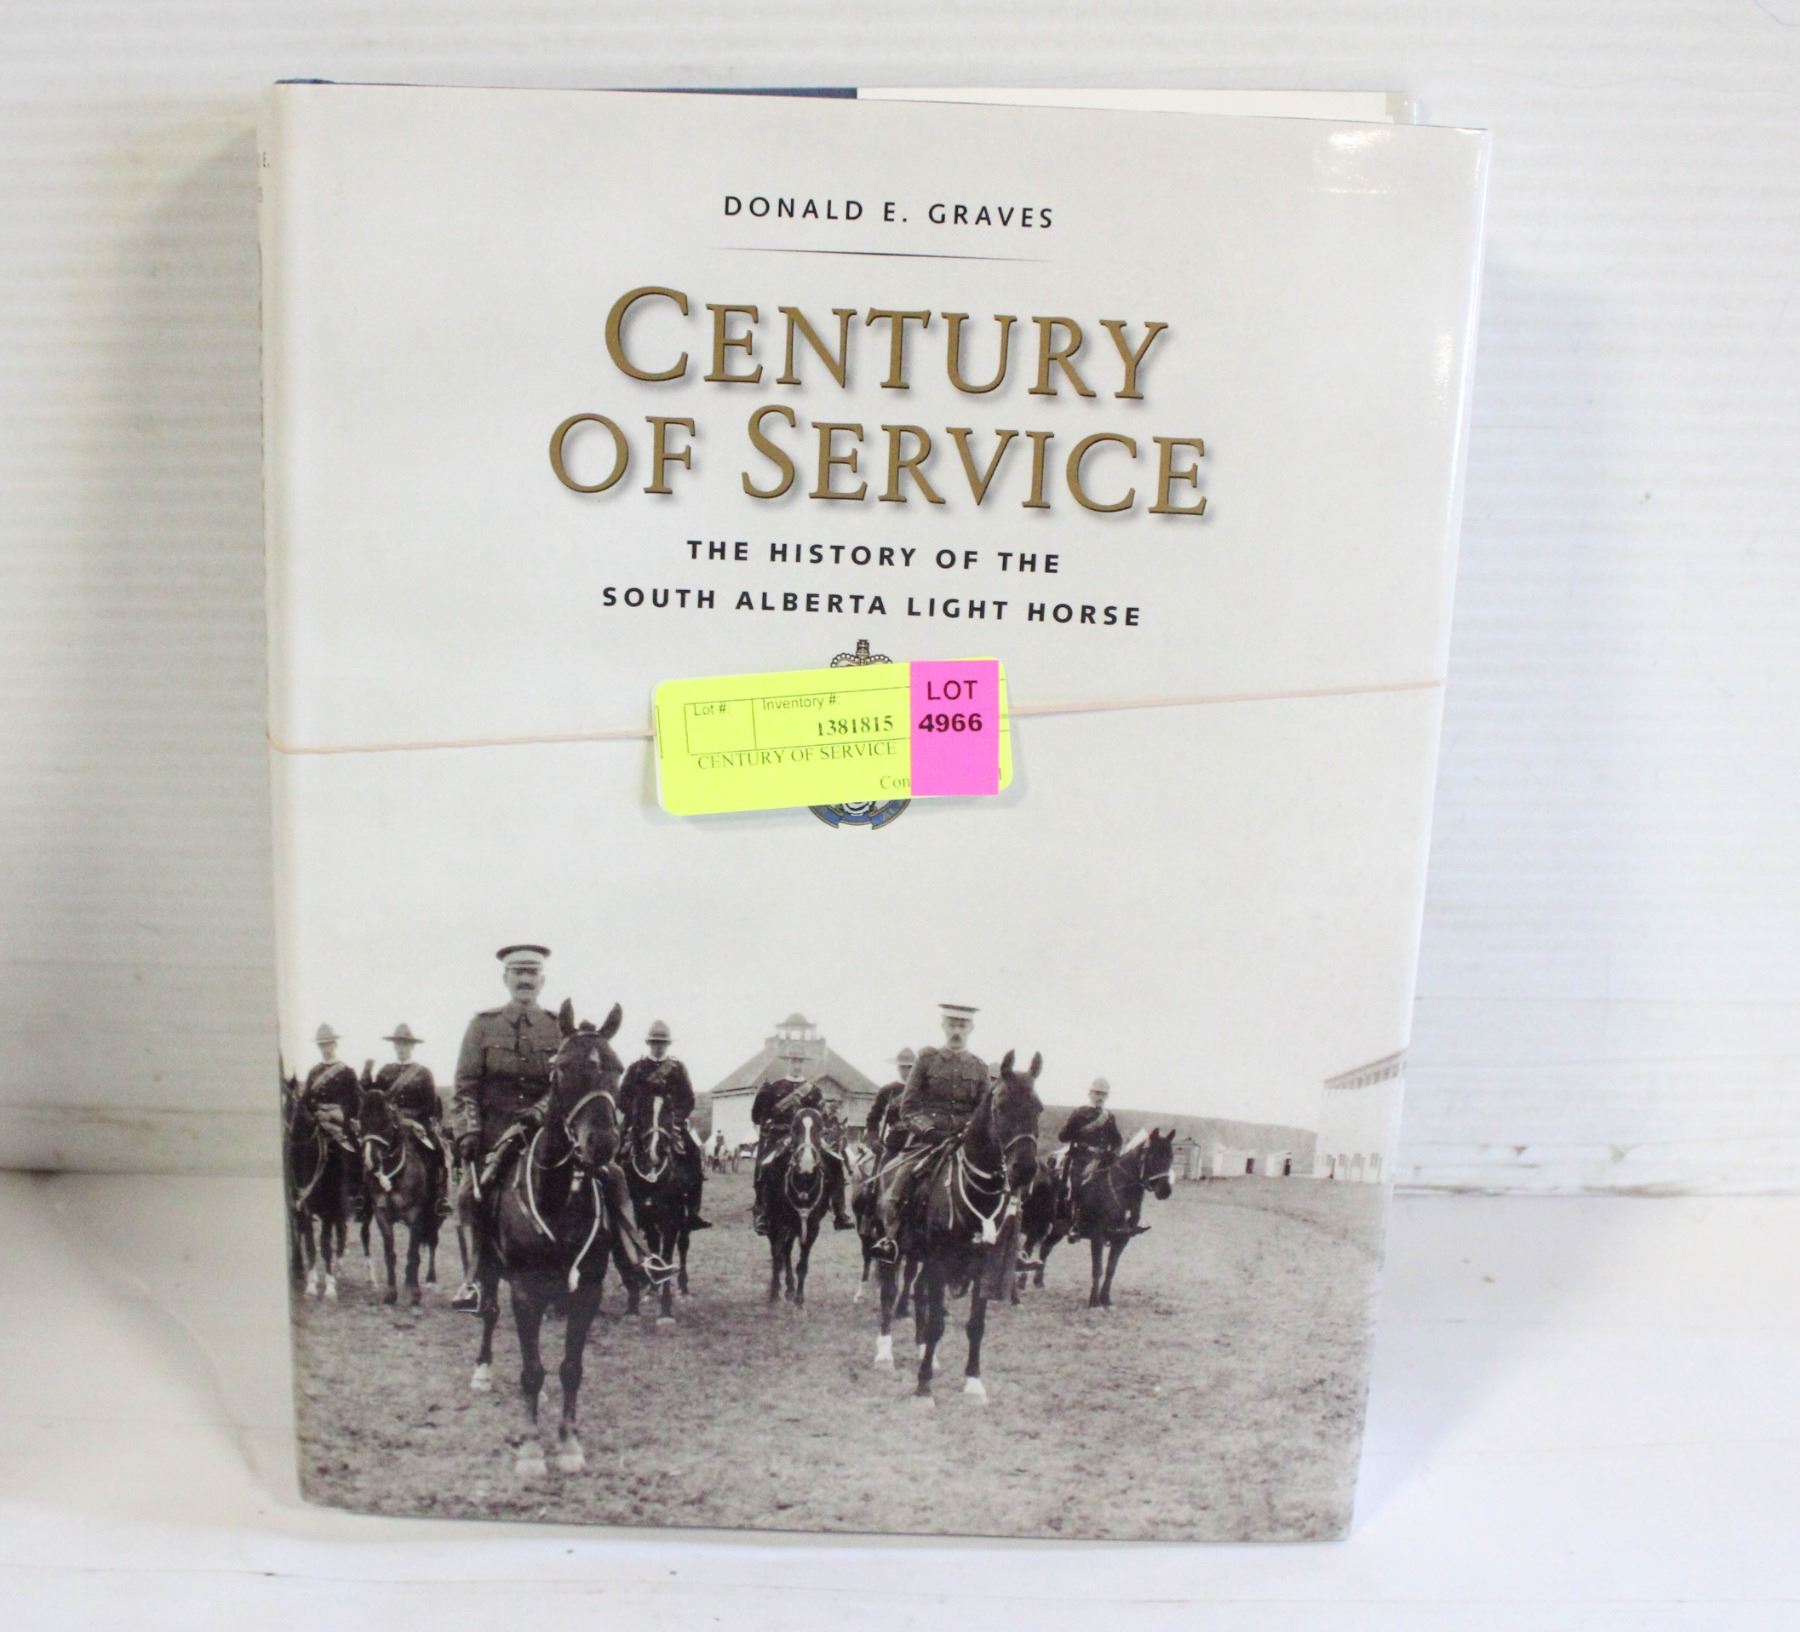 DONALD E. GRAVES
CENTURY
OF SERVICE
THE HISTORY OF THE
SOUTH ALBERTA LIGHT HORSE
Lot #: Inventory #:
1381815
CENTURY OF SERVICE
LOT
4966